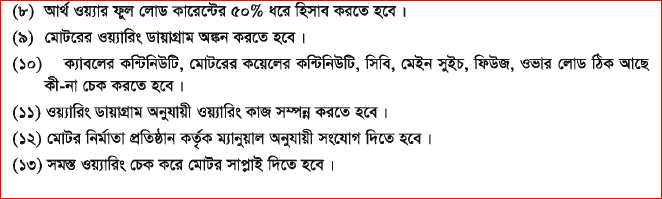 (৮) আর্থ ওয়্যার ফুল লোড কারেন্টের ৫০% ধরে হিসাব করতে হবে।
(৯) মোটরের ওয়্যারিং ডায়াগ্রাম অঙ্কন করতে হবে।
(১০) ক্যাবলের কন্টিনিউটি, মোটরের কয়েলের কন্টিনিউটি, সিবি, মেইন সুইচ, ফিউজ, ওভার লোড ঠিক আছে
কী-না চেক করতে হবে।
(১১) ওয়্যারিং ডায়াগ্রাম অনুযায়ী ওয়্যারিং কাজ সম্পন্ন করতে হবে।
(১২) মোটর নির্মাতা প্রতিষ্ঠান কর্তৃক ম্যানুয়াল অনুযায়ী সংযোগ দিতে হবে।
(১৩) সমস্ত ওয়্যারিং চেক করে মোটর সাপ্লাই দিতে হবে।